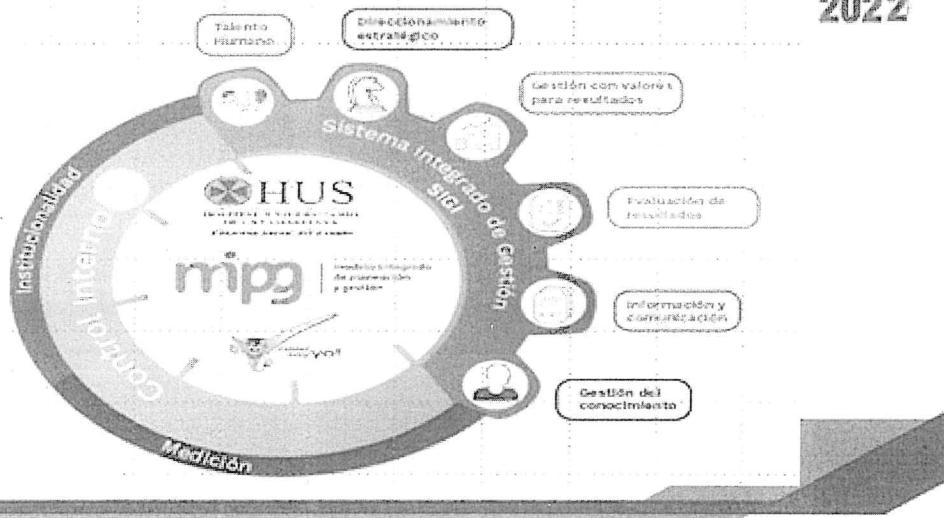 2022
Talento
Humano
Direccionamiento
estratégico
Gestión con valores
para resultados
Evaluación de
resultados
Información y
comunicación
Gestión del
conocimiento
Sistema Integrado de Gestión
SIGI
Institucionalidad
Control Interno
Medición
HUS
mipg
modelo integrado
de planeación
y gestión